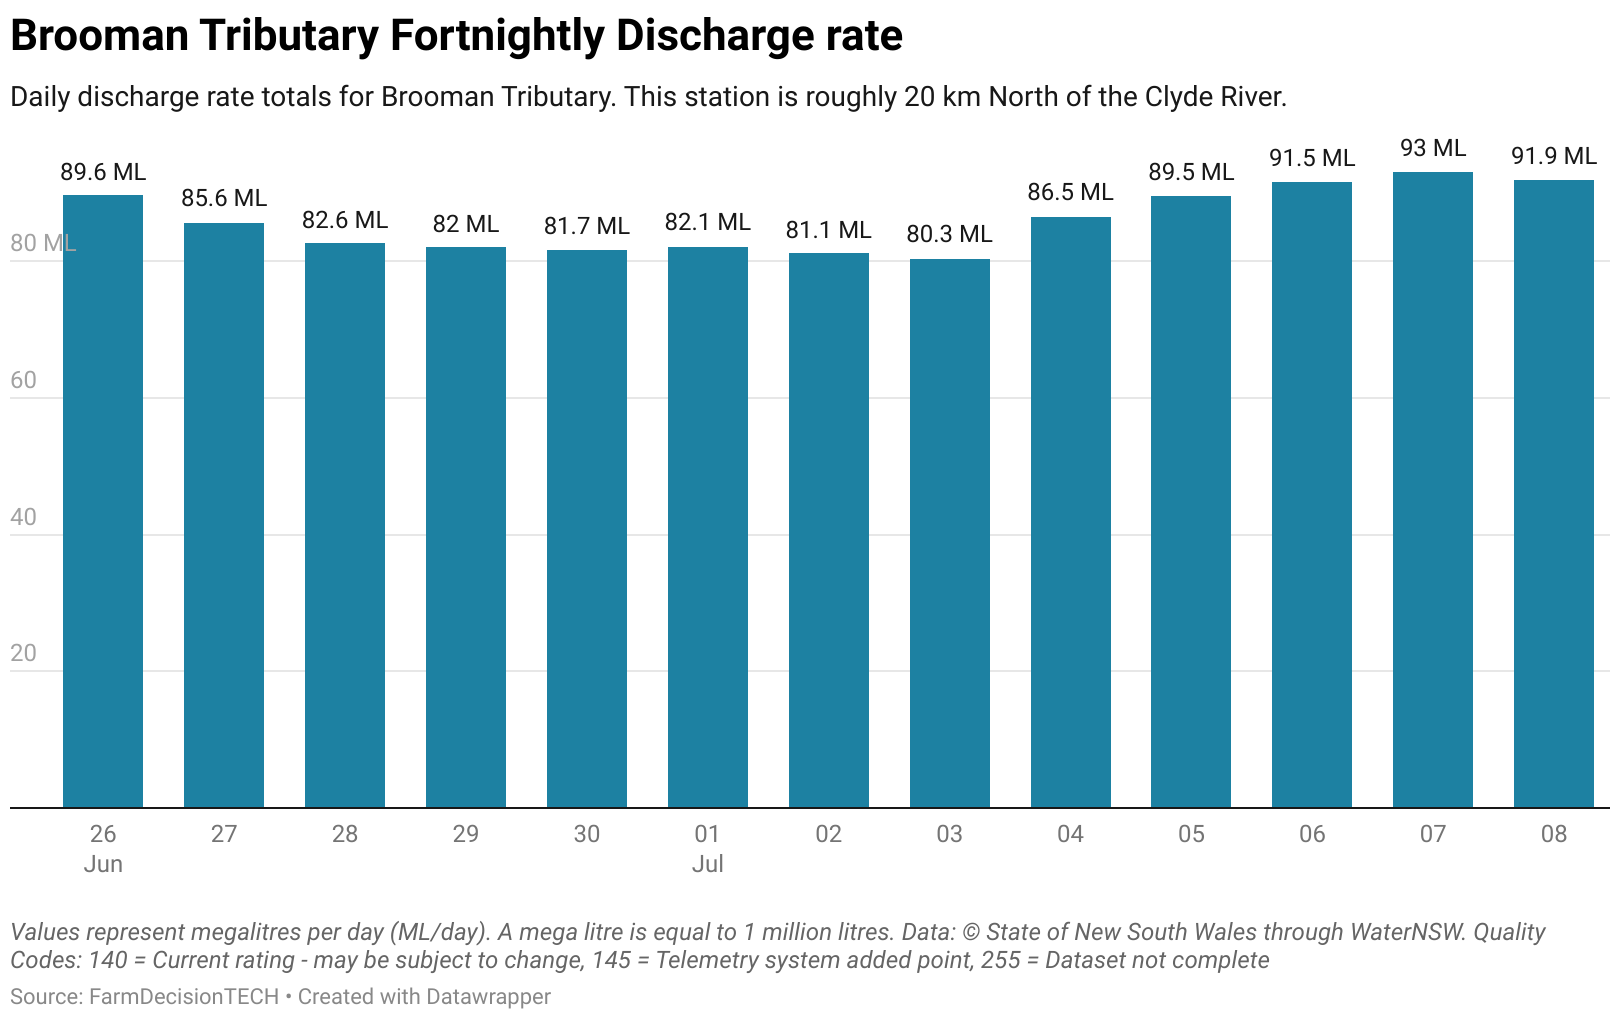 Brooman Tributary Fortnightly Discharge rate
Daily discharge rate totals for Brooman Tributary. This station is roughly 20 km North of the Clyde River.
89.6 ML
85.6 ML
82.6 ML
82 ML
81.7 ML
82.1 ML
81.1 ML
80.3 ML
86.5 ML
89.5 ML
91.5 ML
93 ML
91.9 ML
80 ML
60
40
20
26 27 28 29 30 01 02 03 04 05 06 07 08
Jun Jul
Values represent megalitres per day (ML/day). A mega litre is equal to 1 million litres. Data: © State of New South Wales through WaterNSW. Quality
Codes: 140 = Current rating - may be subject to change, 145 = Telemetry system added point, 255 = Dataset not complete
Source: FarmDecisionTECH • Created with Datawrapper